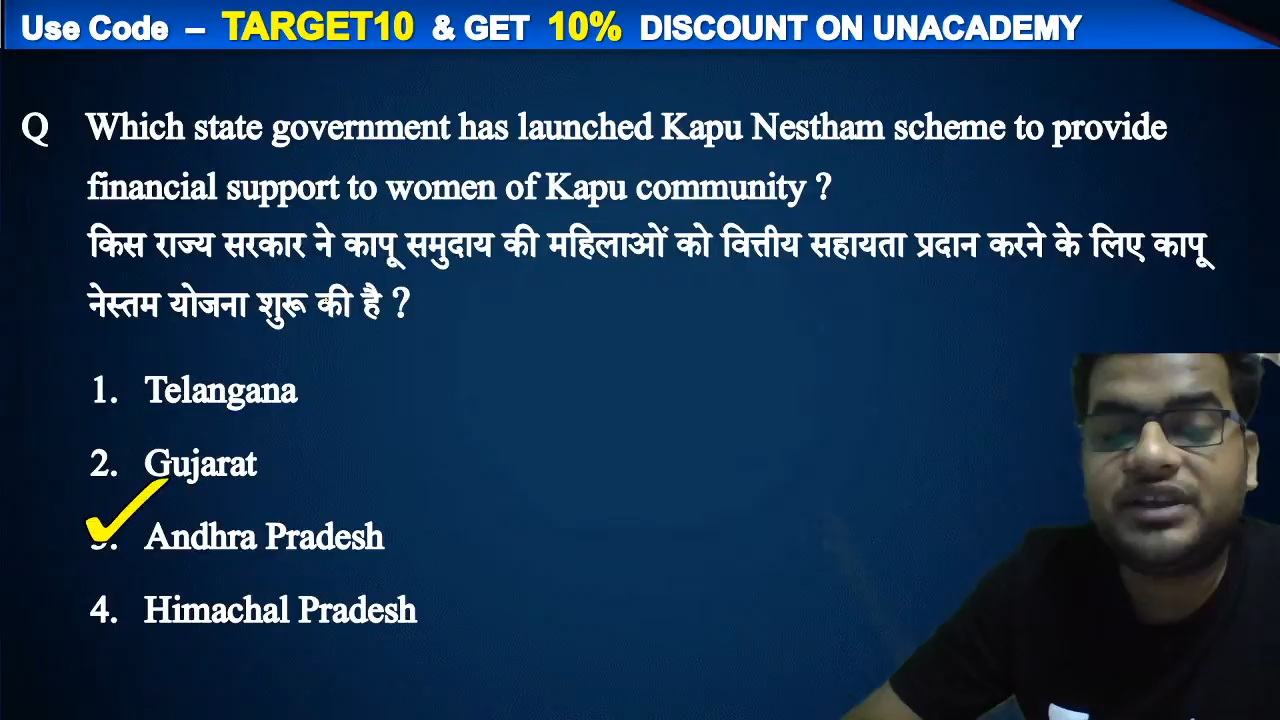 Use Code – TARGET10 & GET 10% DISCOUNT ON UNACADEMY
Q Which state government has launched Kapu Nestham scheme to provide
financial support to women of Kapu community ?
किस राज्य सरकार ने कापू समुदाय की महिलाओं को वित्तीय सहायता प्रदान करने के लिए कापू
नेस्तम योजना शुरू की है ?
1. Telangana
2. Gujarat
3. Andhra Pradesh
4. Himachal Pradesh